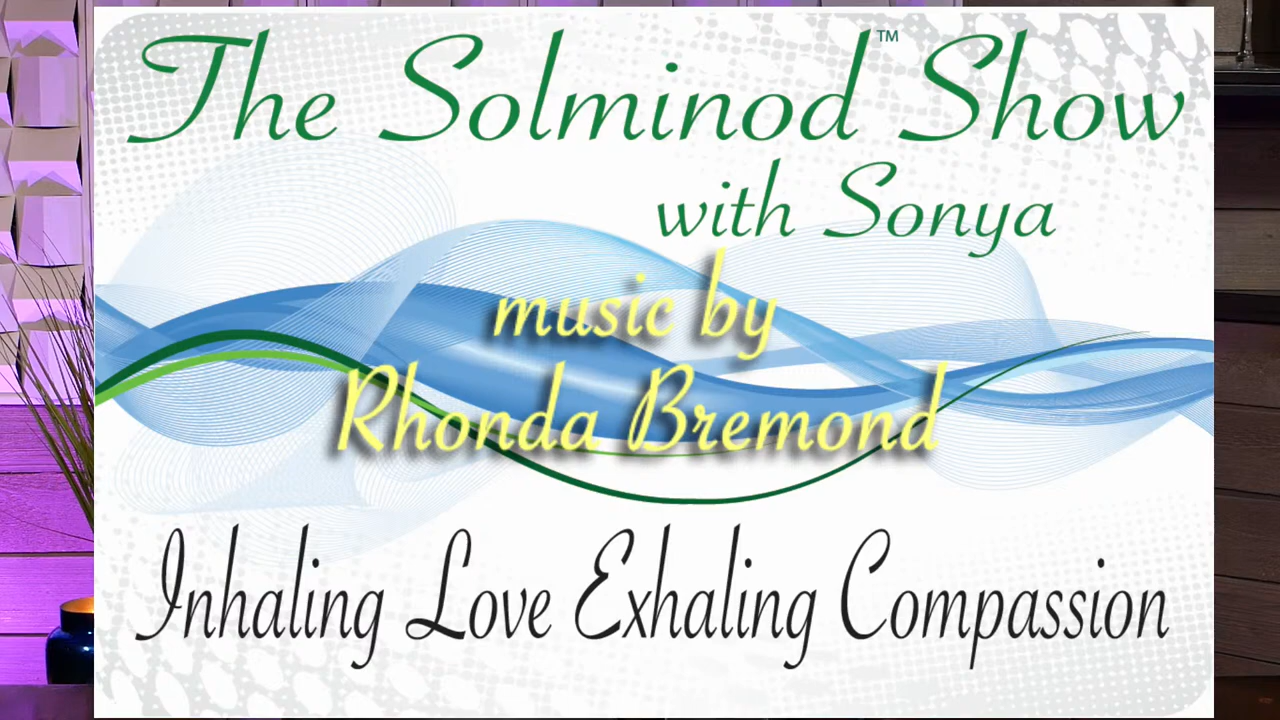 The Solminod™ Show
with Sonya
music by
Rhonda Bremond
Inhaling Love Exhaling Compassion